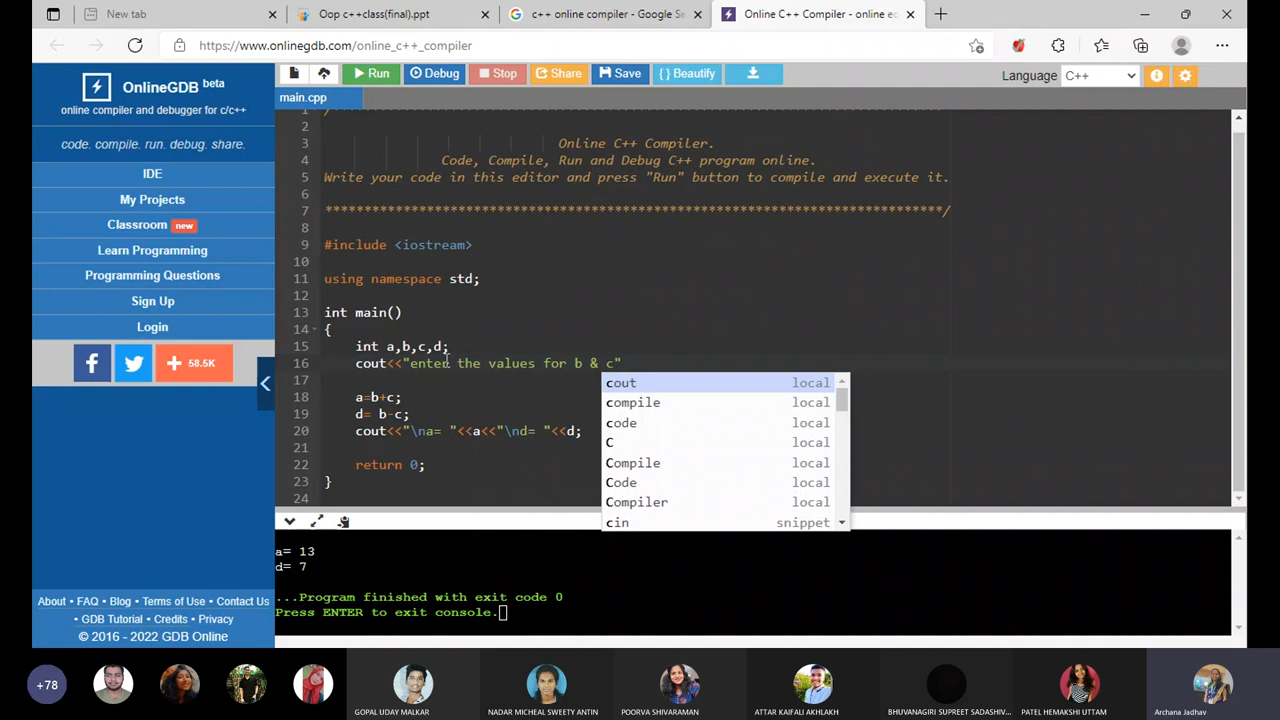 New tab
Oop c++class(final).ppt
c++ online compiler - Google Se
Online C++ Compiler - online ed
https://www.onlinegdb.com/online_c++_compiler
OnlineGDB beta
online compiler and debugger for c/c++
code. compile. run. debug. share.
IDE
My Projects
Classroom new
Learn Programming
Programming Questions
Sign Up
Login
58.5K
About • FAQ • Blog • Terms of Use • Contact Us
• GDB Tutorial • Credits • Privacy
© 2016 - 2022 GDB Online
Run Debug Stop Share Save { } Beautify
Language C++
main.cpp
1 /******************************************************************************
2
3 Online C++ Compiler.
4 Code, Compile, Run and Debug C++ program online.
5 Write your code in this editor and press "Run" button to compile and execute it.
6
7 *******************************************************************************/
8
9 #include <iostream>
10
11 using namespace std;
12
13 int main()
14 {
15 int a,b,c,d;
16 cout<<"enter the values for b & c"
17
18 a=b+c;
19 d= b-c;
20 cout<<"\na= "<<a<<"\nd= "<<d;
21
22 return 0;
23 }
24
cout local
compile local
code local
C local
Compile local
Code local
Compiler local
cin snippet
a= 13
d= 7
...Program finished with exit code 0
Press ENTER to exit console.
+78
GOPAL UDAY MALKAR
NADAR MICHEAL SWEETY ANTIN
POORVA SHIVARAMAN
ATTAR KAIFALI AKHLAKH
BHUVANAGIRI SUPREET SADASHIV...
PATEL HEMAKSHI UTTAM
Archana Jadhav